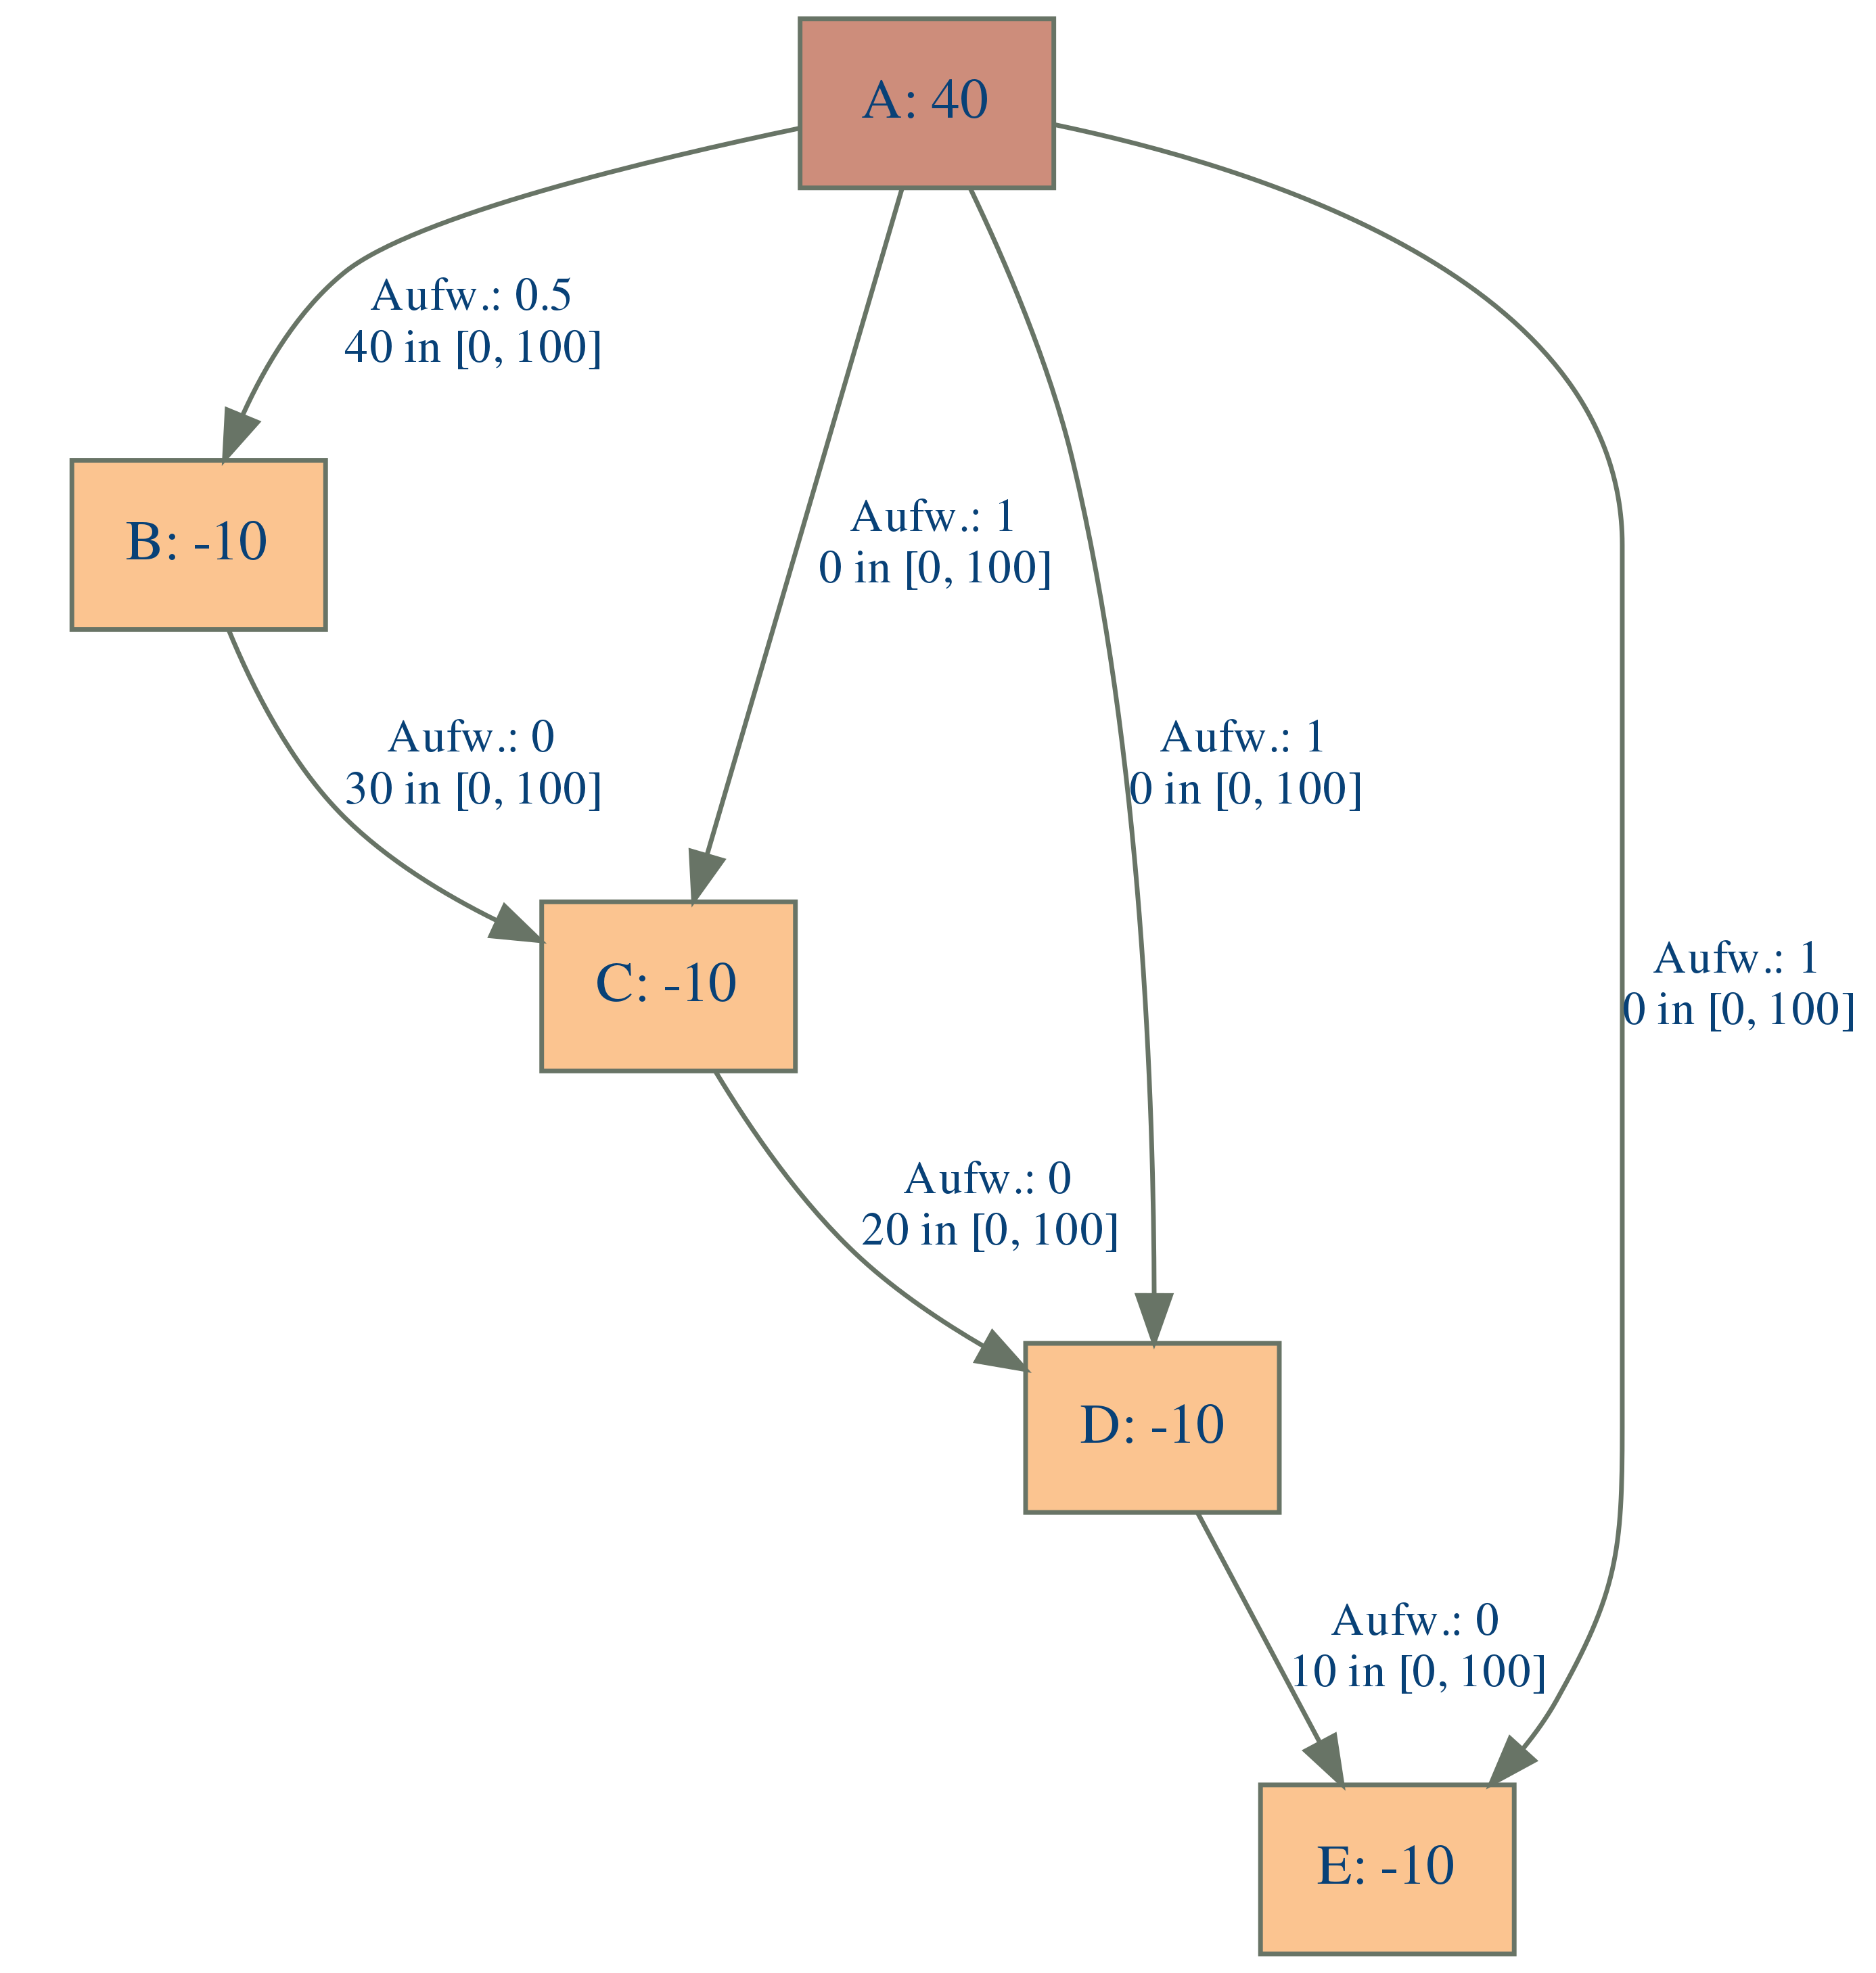 A: 40
Aufw.: 0.5
40 in [0, 100]
Aufw.: 1
0 in [0, 100]
B: -10
Aufw.: 0
30 in [0, 100]
Aufw.: 1
0 in [0, 100]
Aufw.: 1
0 in [0, 100]
C: -10
Aufw.: 0
20 in [0, 100]
D: -10
Aufw.: 0
10 in [0, 100]
E: -10